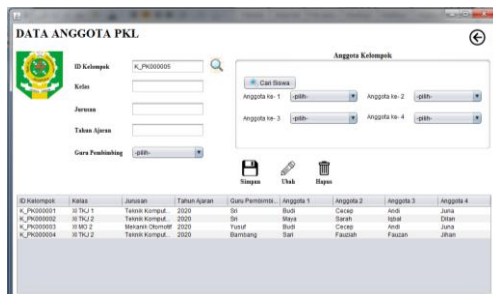 DATA ANGGOTA PKL
Anggota Kelompok
ID Kelompok K_PK000005
Cari Siswa
Kelas
Anggota ke- 1 -pilih- Anggota ke- 2 -pilih-
Jurusan
Anggota ke- 3 -pilih- Anggota ke- 4 -pilih-
Tahun Ajaran
Guru Pembimbing -pilih-
Simpan Ubah Hapus
ID Kelompok Kelas Jurusan Tahun Ajaran Guru Pembimbi... Anggota 1 Anggota 2 Anggota 3 Anggota 4
K_PK000001 XI TKJ 1 Teknik Komput... 2020 Sri Budi Cecep Andi Juna
K_PK000002 XI TKJ 2 Teknik Komput... 2020 Sri Maya Sarah Iqbal Ditan
K_PK000003 XI MO 2 Mekanik Otomotif 2020 Yusuf Budi Cecep Andi Juna
K_PK000004 XI TKJ 2 Teknik Komput... 2020 Bambang Sari Fauziah Fauzan Jihan